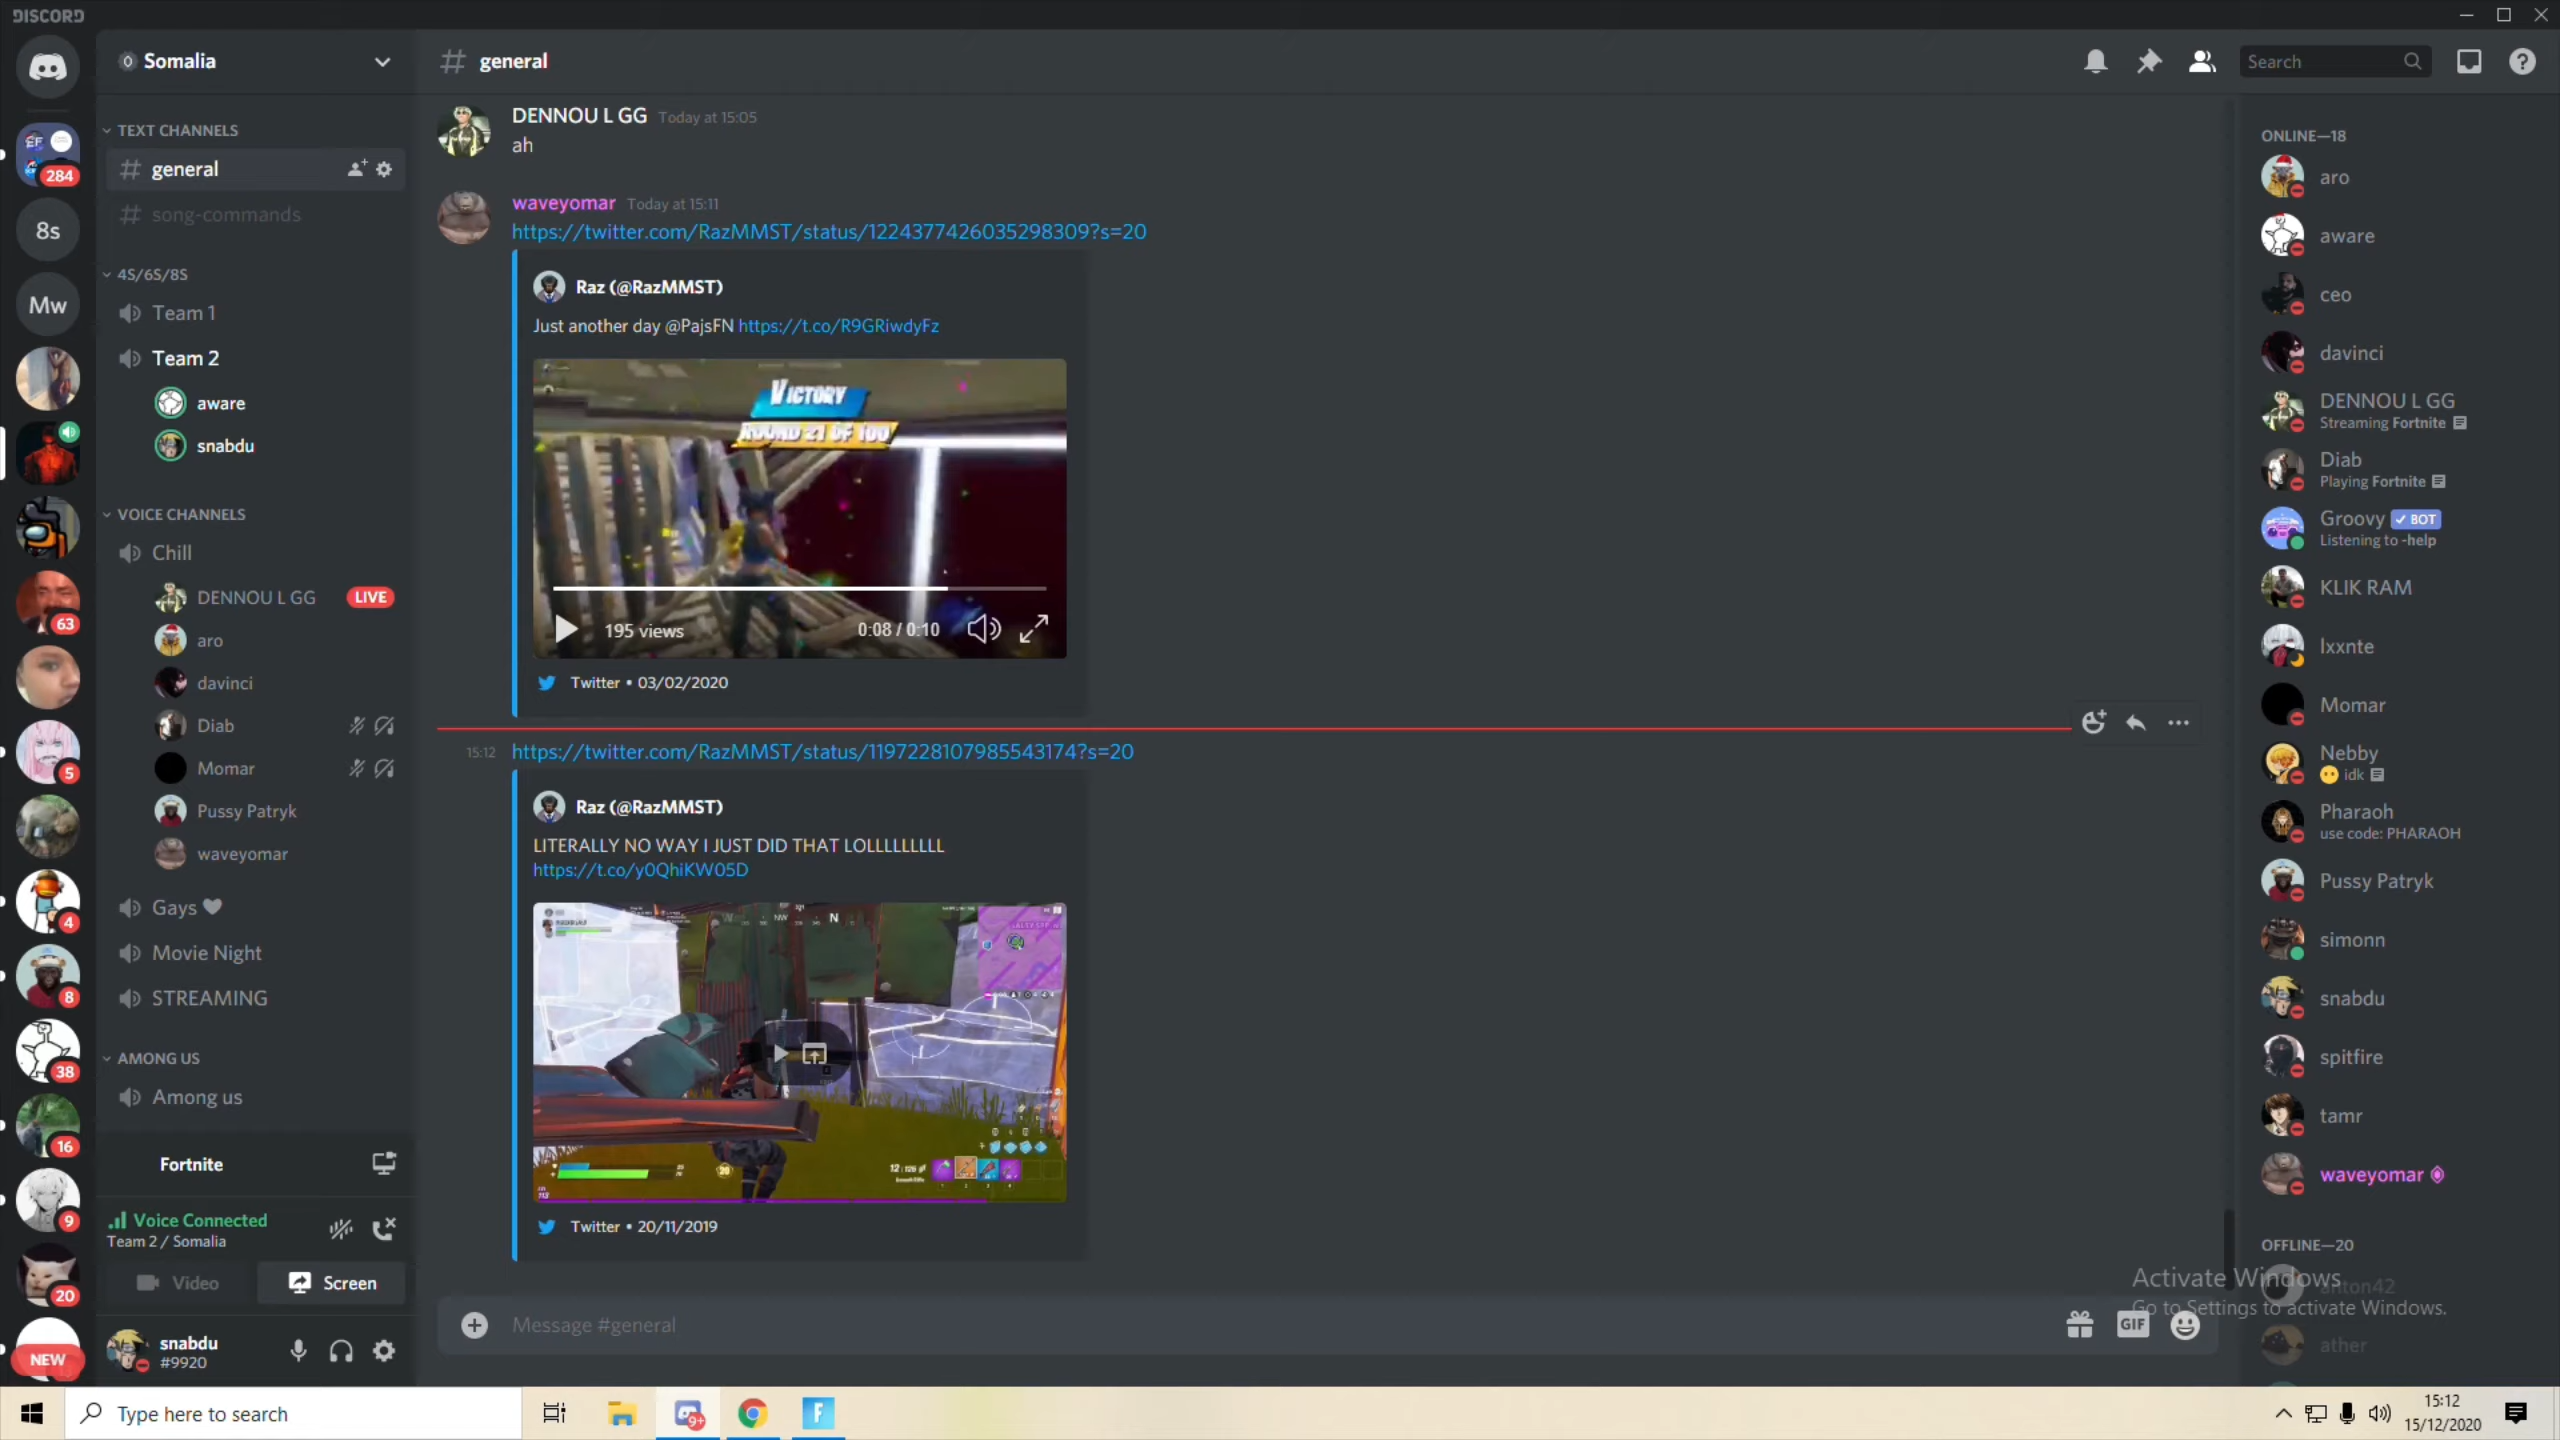 DISCORD
Somalia
general
Search
284
8s
Mw
63
5
4
8
38
16
9
20
NEW
TEXT CHANNELS
general
song-commands
4S/6S/8S
Team 1
Team 2
aware
snabdu
VOICE CHANNELS
Chill
DENNOU L GG LIVE
aro
davinci
Diab
Momar
Pussy Patryk
waveyomar
Gays
Movie Night
STREAMING
AMONG US
Among us
Fortnite
Voice Connected
Team 2 / Somalia
Video Screen
snabdu
#9920
DENNOU L GG Today at 15:05
ah
waveyomar Today at 15:11
https://twitter.com/RazMMST/status/1224377426035298309?s=20
Raz (@RazMMST)
Just another day @PajsFN https://t.co/R9GRiwdyFz
VICTORY
ROUND 21 OF 100
195 views 0:08 / 0:10
Twitter • 03/02/2020
15:12 https://twitter.com/RazMMST/status/1197228107985543174?s=20
Raz (@RazMMST)
LITERALLY NO WAY I JUST DID THAT LOLLLLLLLLL
https://t.co/y0QhiKW05D
NW N
Twitter • 20/11/2019
Message #general
GIF
ONLINE—18
aro
aware
ceo
davinci
DENNOU L GG
Streaming Fortnite
Diab
Playing Fortnite
Groovy BOT
Listening to -help
KLIK RAM
lxxnte
Momar
Nebby
idk
Pharaoh
use code: PHARAOH
Pussy Patryk
simonn
snabdu
spitfire
tamr
waveyomar
OFFLINE—20
anton42
ather
Activate Windows
Go to Settings to activate Windows.
Type here to search
9+
F
15:12
15/12/2020